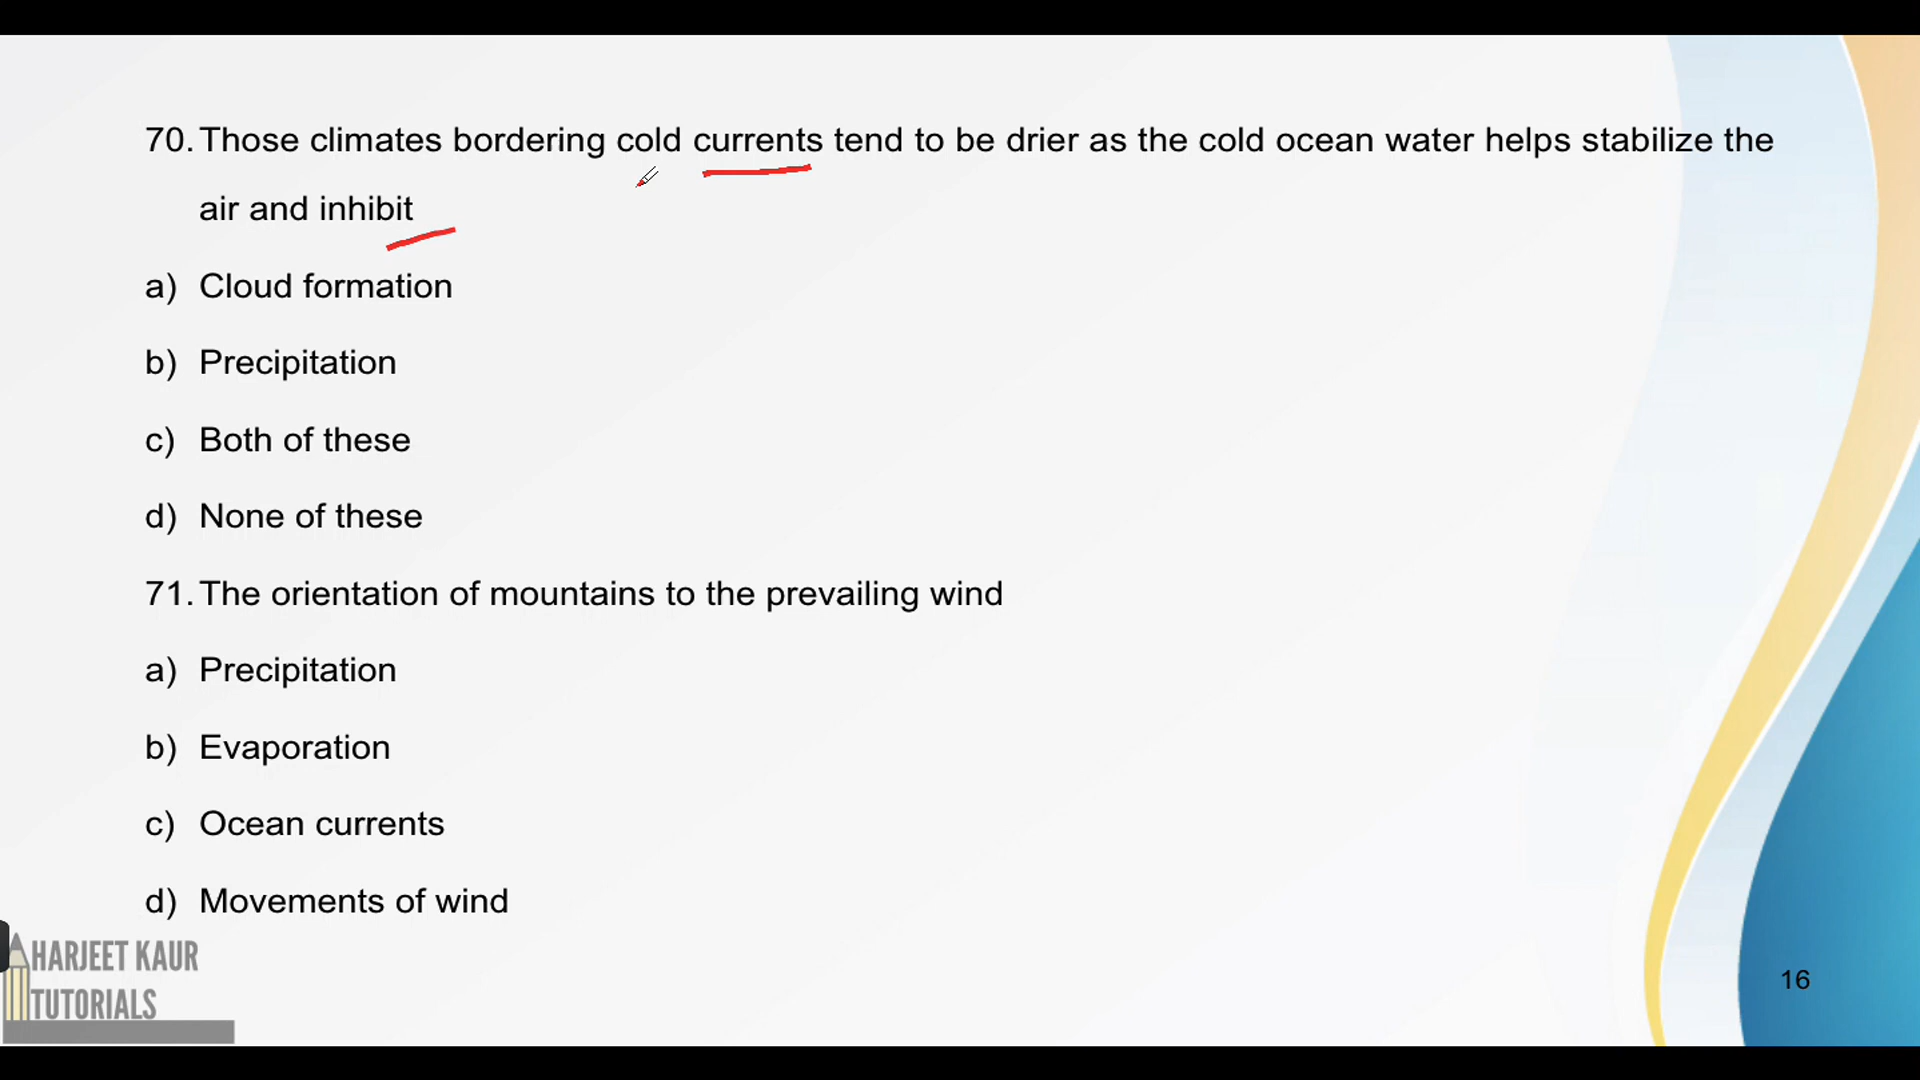 70. Those climates bordering cold currents tend to be drier as the cold ocean water helps stabilize the
air and inhibit
a) Cloud formation
b) Precipitation
c) Both of these
d) None of these
71. The orientation of mountains to the prevailing wind
a) Precipitation
b) Evaporation
c) Ocean currents
d) Movements of wind
HARJEET KAUR
TUTORIALS
16